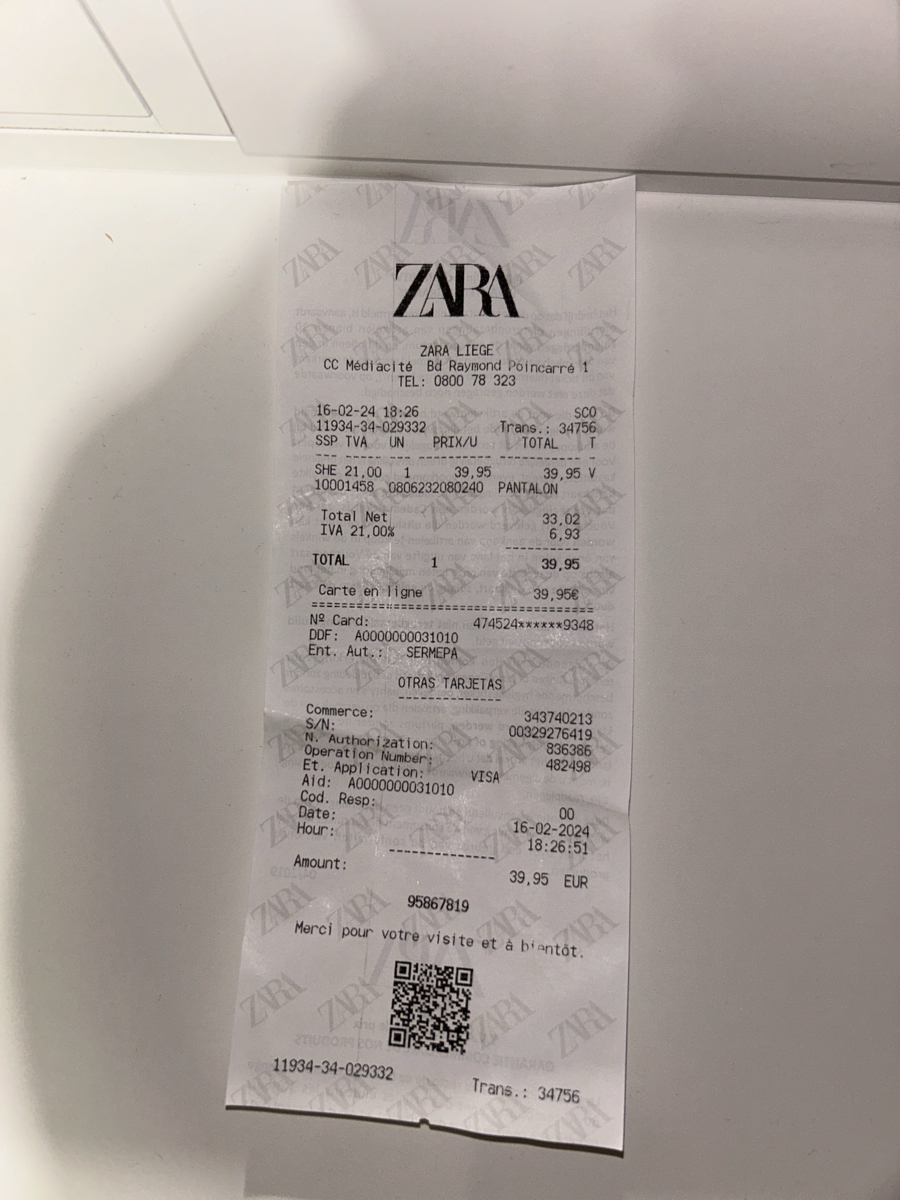 ZARA
ZARA LIEGE
CC Médiacité Bd Raymond Poincarré 1
TEL: 0800 78 323
16-02-24 18:26 SCO
11934-34-029332 Trans.: 34756
SSP TVA UN PRIX/U TOTAL T
SHE 21,00 1 39,95 39,95 V
10001458 0806232080240 PANTALON
Total Net 33,02
IVA 21,00% 6,93
TOTAL 1 39,95
Carte en ligne 39,95€
Nº Card: 474524******9348
DDF: A0000000031010
Ent. Aut.: SERMEPA
OTRAS TARJETAS
Commerce: 343740213
S/N: 00329276419
N. Authorization: 836386
Operation Number: 482498
Et. Application: VISA
Aid: A0000000031010
Cod. Resp: 00
Date: 16-02-2024
Hour: 18:26:51
Amount: 39,95 EUR
95867819
Merci pour votre visite et à bientôt.
11934-34-029332 Trans.: 34756